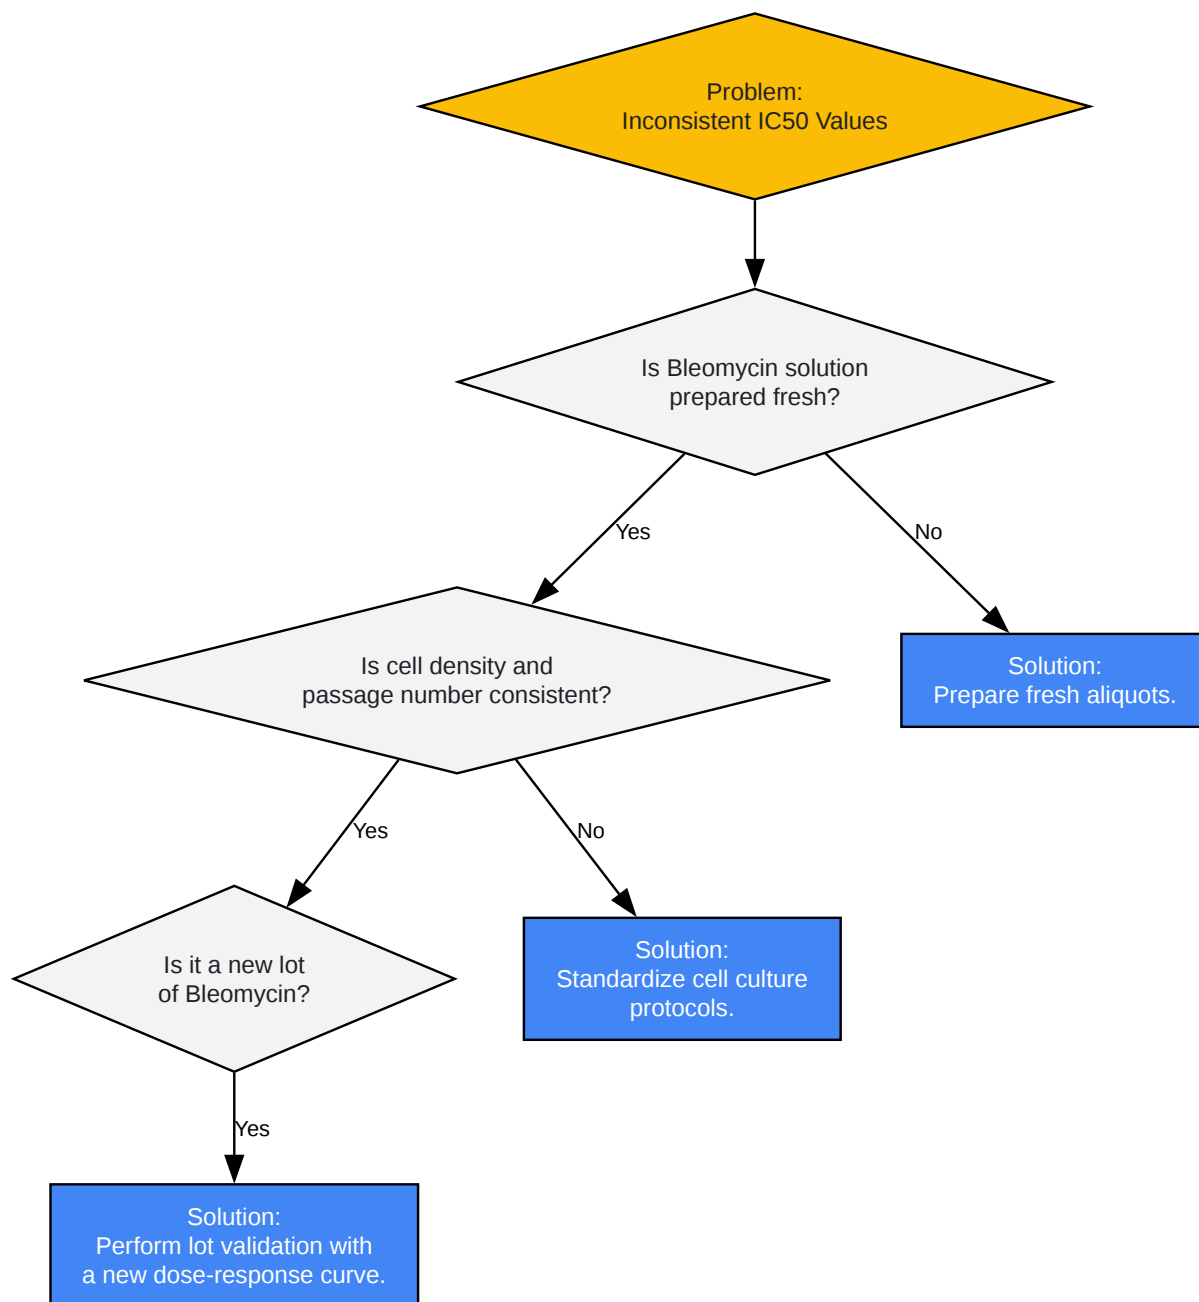 Problem:
Inconsistent IC50 Values
Is Bleomycin solution
prepared fresh?
Yes
No
Is cell density and
passage number consistent?
Solution:
Prepare fresh aliquots.
Yes
No
Is it a new lot
of Bleomycin?
Solution:
Standardize cell culture
protocols.
Yes
Solution:
Perform lot validation with
a new dose-response curve.